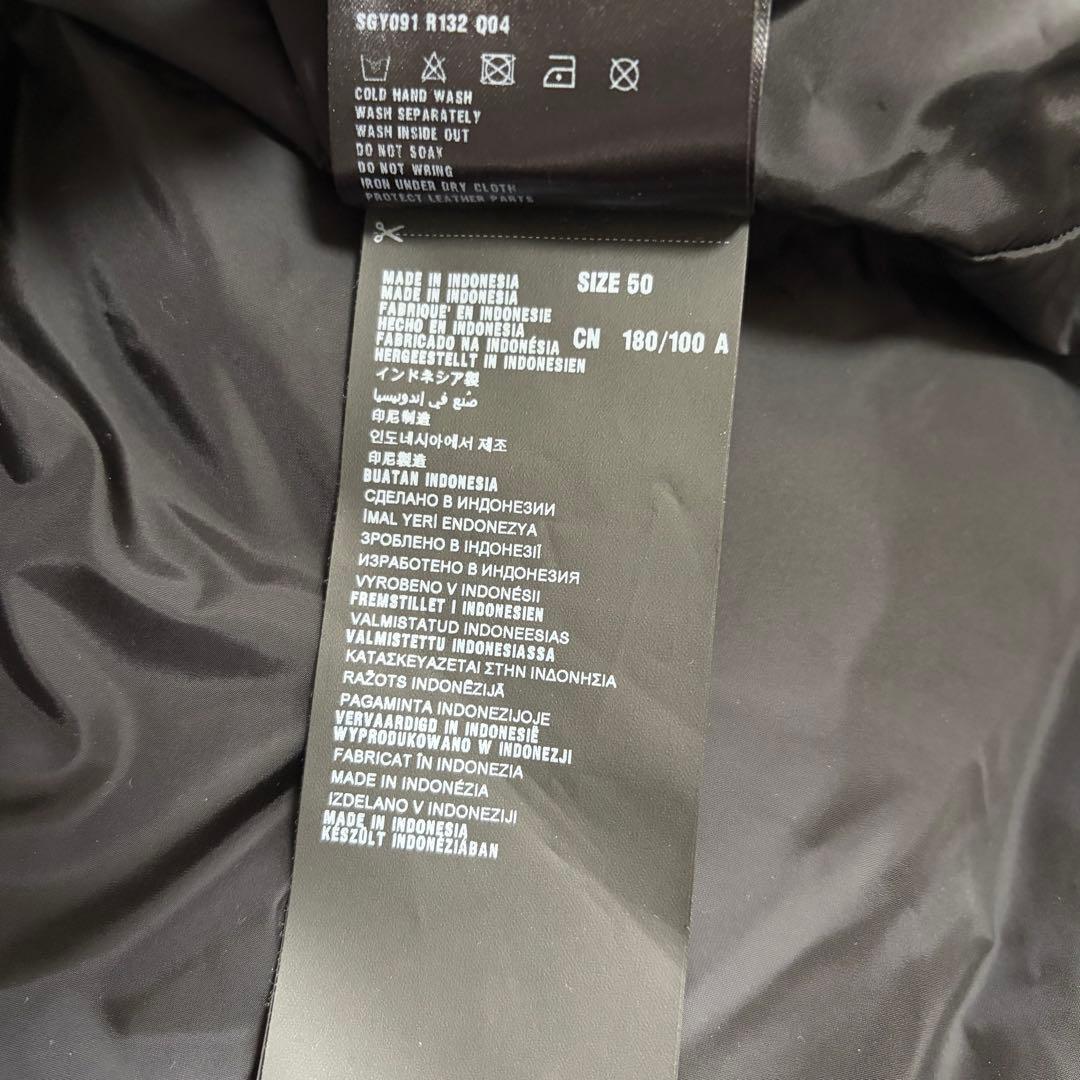 SGY091 R132 Q04
COLD HAND WASH
WASH SEPARATELY
WASH INSIDE OUT
DO NOT SOAK
DO NOT WRING
IRON UNDER DRY CLOTH
PROTECT LEATHER PARTS
MADE IN INDONESIA SIZE 50
MADE IN INDONESIA
FABRIQUE' EN INDONESIE
HECHO EN INDONESIA
FABRICADO NA INDONÉSIA CN 180/100 A
HERGEESTELLT IN INDONESIEN
インドネシア製
صُنع في إندونيسيا
印尼制造
인도네시아에서 제조
印尼製造
BUATAN INDONESIA
СДЕЛАНО В ИНДОНЕЗИИ
İMAL YERİ ENDONEZYA
ЗРОБЛЕНО В ІНДОНЕЗІЇ
ИЗРАБОТЕНО В ИНДОНЕЗИЯ
VYROBENO V INDONÉSII
FREMSTILLET I INDONESIEN
VALMISTATUD INDONEESIAS
VALMISTETTU INDONESIASSA
ΚΑΤΑΣΚΕΥΑΖΕΤΑΙ ΣΤΗΝ ΙΝΔΟΝΗΣΙΑ
RAŽOTS INDONĒZIJĀ
PAGAMINTA INDONEZIJOJE
VERVAARDIGD IN INDONESIË
WYPRODUKOWANO W INDONEZJI
FABRICAT ÎN INDONEZIA
MADE IN INDONÉZIA
IZDELANO V INDONEZIJI
MADE IN INDONESIA
KÉSZÜLT INDONÉZIÁBAN